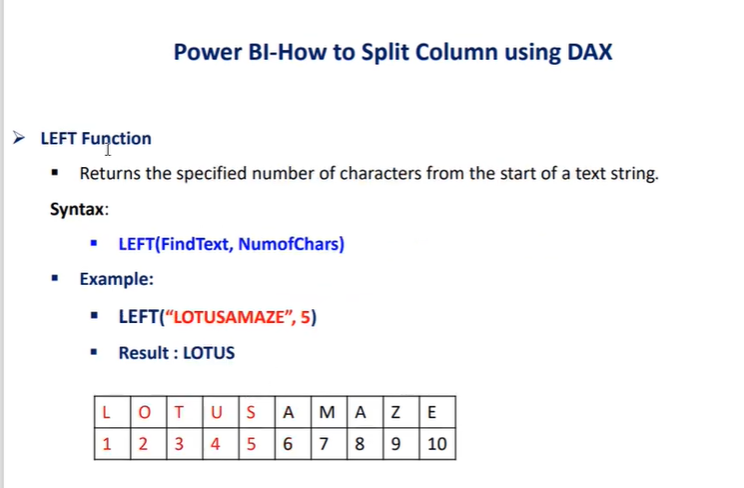 Power BI-How to Split Column using DAX
➢ LEFT Function
▪ Returns the specified number of characters from the start of a text string.
Syntax:
▪ LEFT(FindText, NumofChars)
▪ Example:
▪ LEFT(“LOTUSAMAZE”, 5)
▪ Result : LOTUS
L O T U S A M A Z E
1 2 3 4 5 6 7 8 9 10